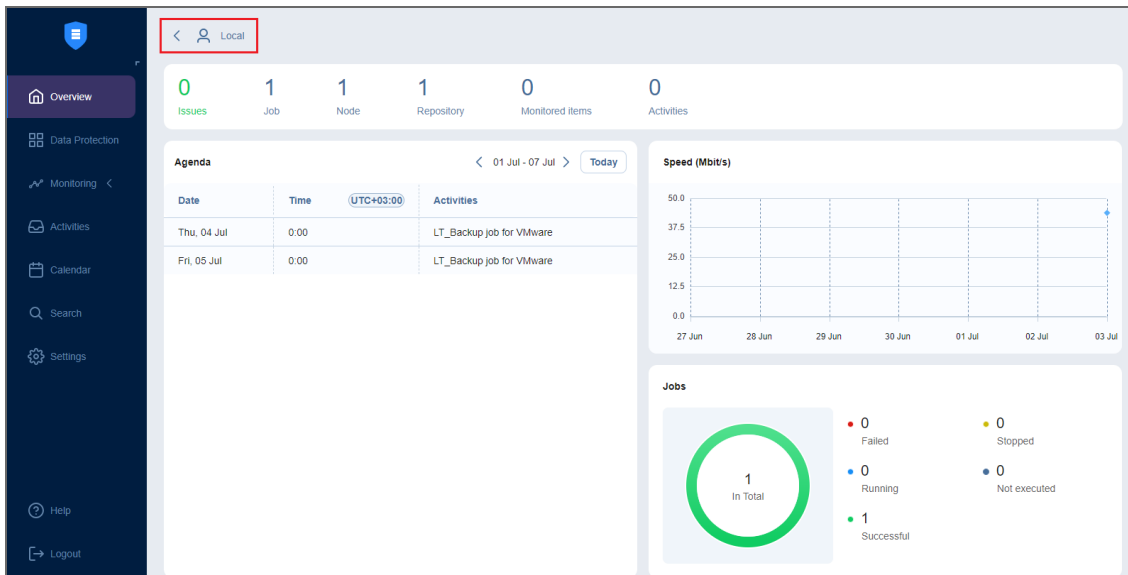 Local
Overview
Data Protection
Monitoring
Activities
Calendar
Search
Settings
Help
Logout
0 1 1 1 0 0
Issues Job Node Repository Monitored items Activities
Agenda 01 Jul - 07 Jul Today
Date Time UTC+03:00 Activities
Thu, 04 Jul 0:00 LT_Backup job for VMware
Fri, 05 Jul 0:00 LT_Backup job for VMware
Speed (Mbit/s)
50.0
37.5
25.0
12.5
0.0
27 Jun 28 Jun 29 Jun 30 Jun 01 Jul 02 Jul 03 Jul
Jobs
1
In Total
0 0
Failed Stopped
0 0
Running Not executed
1
Successful